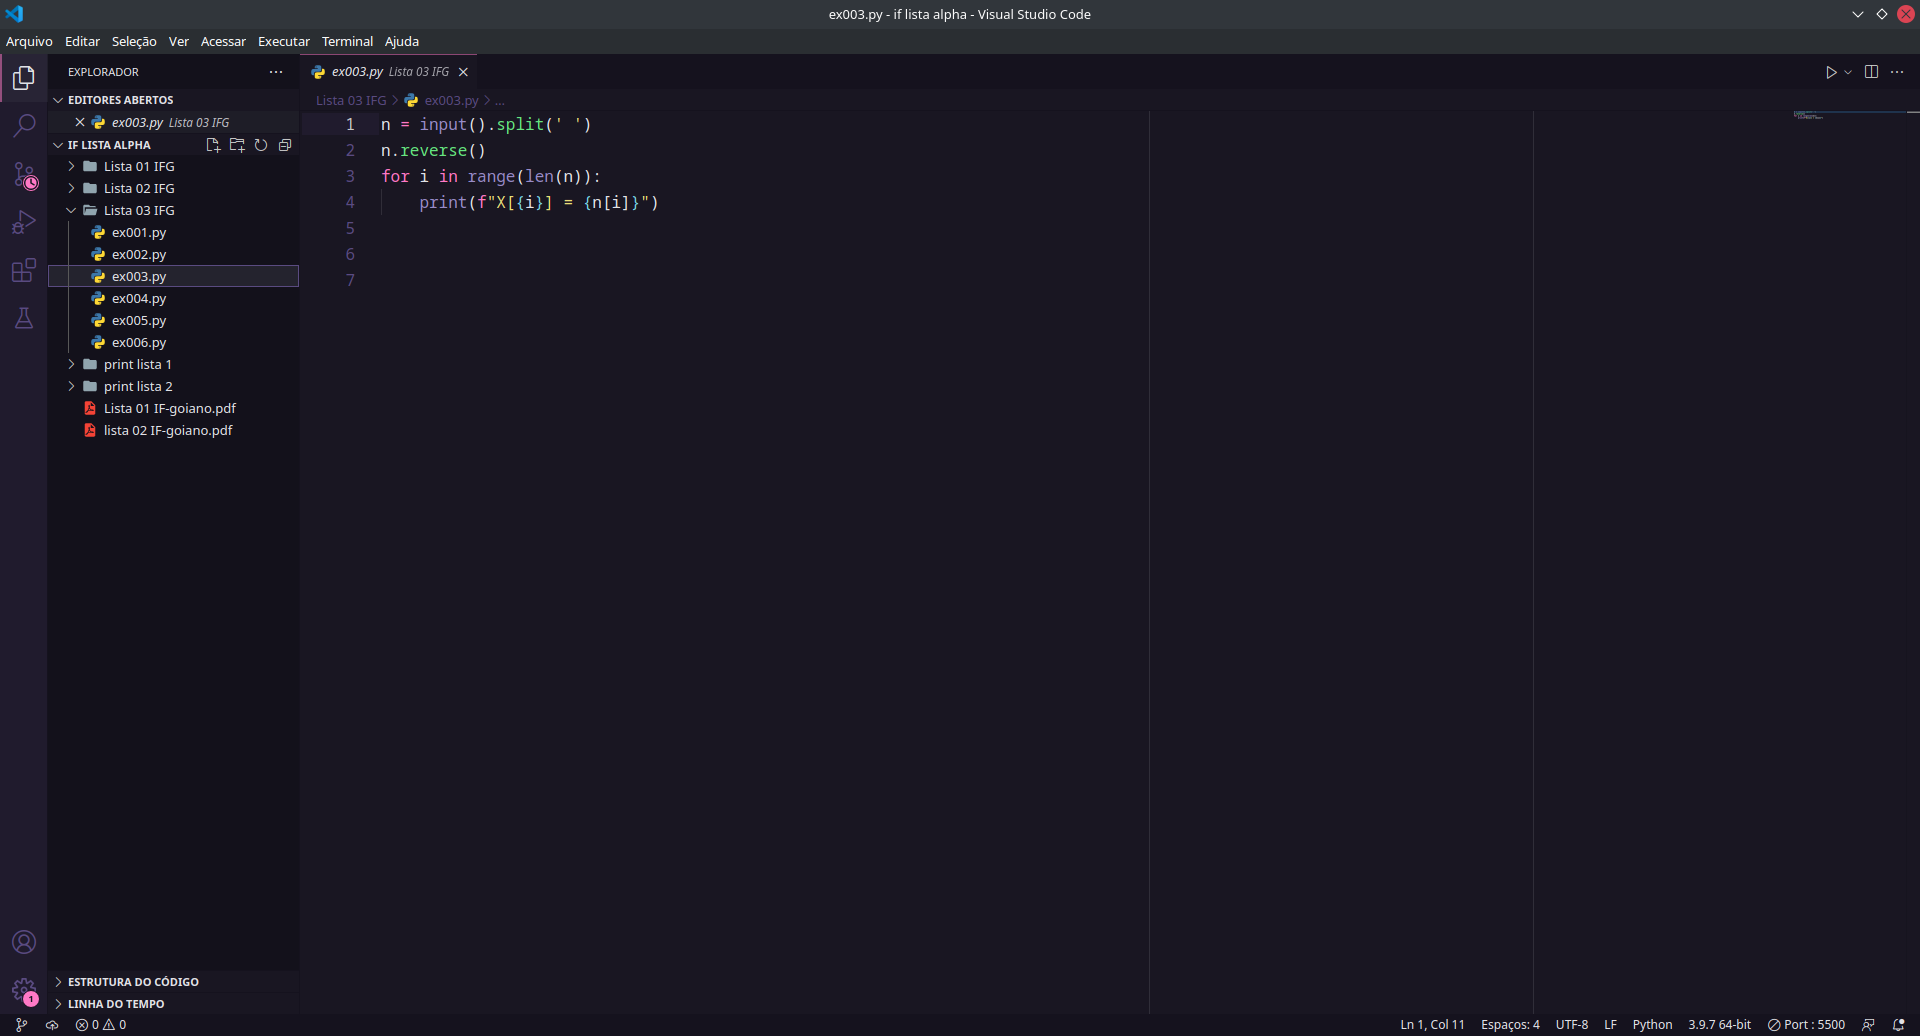 ex003.py - if lista alpha - Visual Studio Code
Arquivo Editar Seleção Ver Acessar Executar Terminal Ajuda
EXPLORADOR
EDITORES ABERTOS
ex003.py Lista 03 IFG
IF LISTA ALPHA
Lista 01 IFG
Lista 02 IFG
Lista 03 IFG
ex001.py
ex002.py
ex003.py
ex004.py
ex005.py
ex006.py
print lista 1
print lista 2
Lista 01 IF-goiano.pdf
lista 02 IF-goiano.pdf
ESTRUTURA DO CÓDIGO
LINHA DO TEMPO
1
ex003.py Lista 03 IFG
Lista 03 IFG > ex003.py > ...
1 n = input().split(' ')
2 n.reverse()
3 for i in range(len(n)):
4     print(f"X[{i}] = {n[i]}")
5
6
7
0 0
Ln 1, Col 11 Espaços: 4 UTF-8 LF Python 3.9.7 64-bit Port : 5500